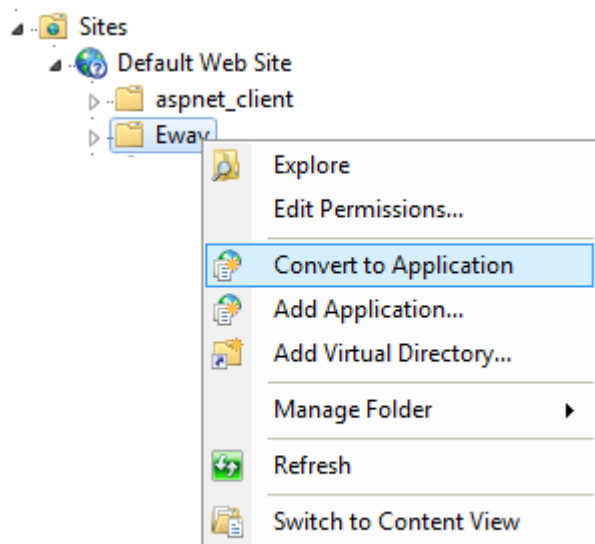 Sites
Default Web Site
aspnet_client
Eway
Explore
Edit Permissions...
Convert to Application
Add Application...
Add Virtual Directory...
Manage Folder
Refresh
Switch to Content View